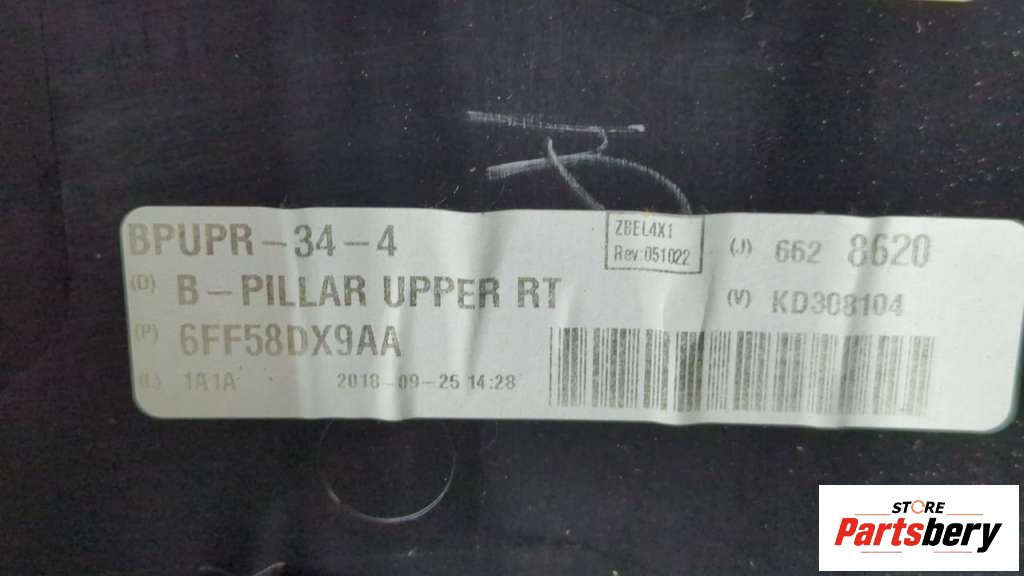 BPUPR-34-4
ZBEL4X1
Rev:051022
(J) 662 8620
(D) B-PILLAR UPPER RT
(V) KD308104
(P) 6FF58DX9AA
(L) 1A1A 2018-09-25 14:28
STORE
Partsbery